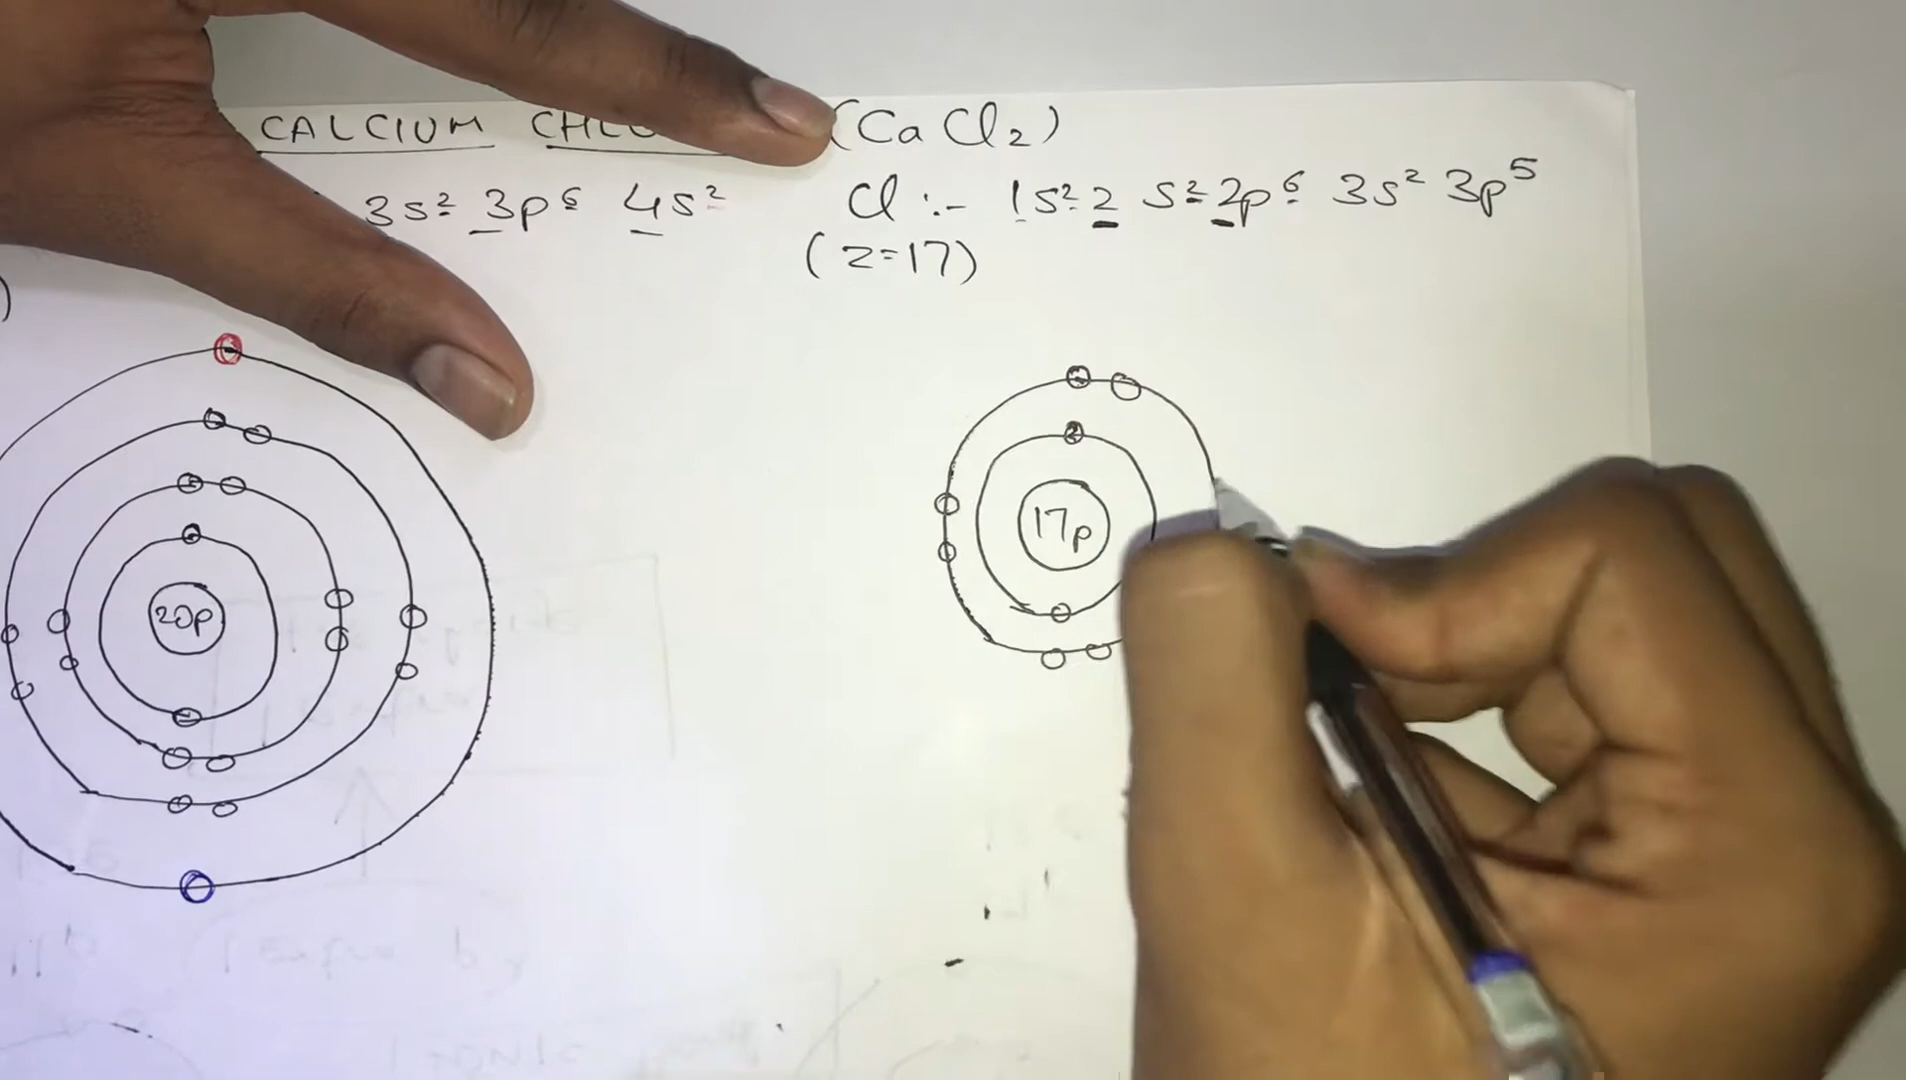 CALCIUM (CaCl₂)
3s² 3p⁶ 4s² Cl :- 1s² 2s² 2p⁶ 3s² 3p⁵
(z=17)
17p
20p